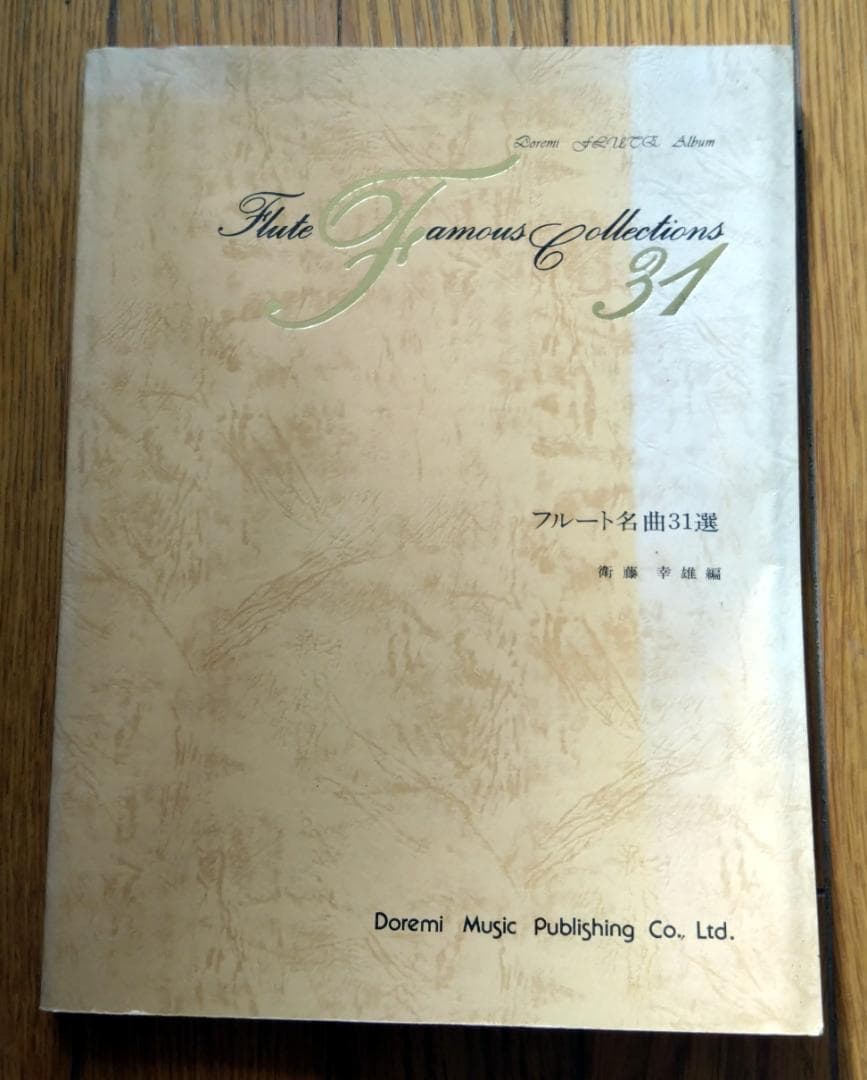 Doremi FLUTE Album
Flute Famous Collections
31
フルート名曲31選
衛藤 幸雄編
Doremi Music Publishing Co., Ltd.